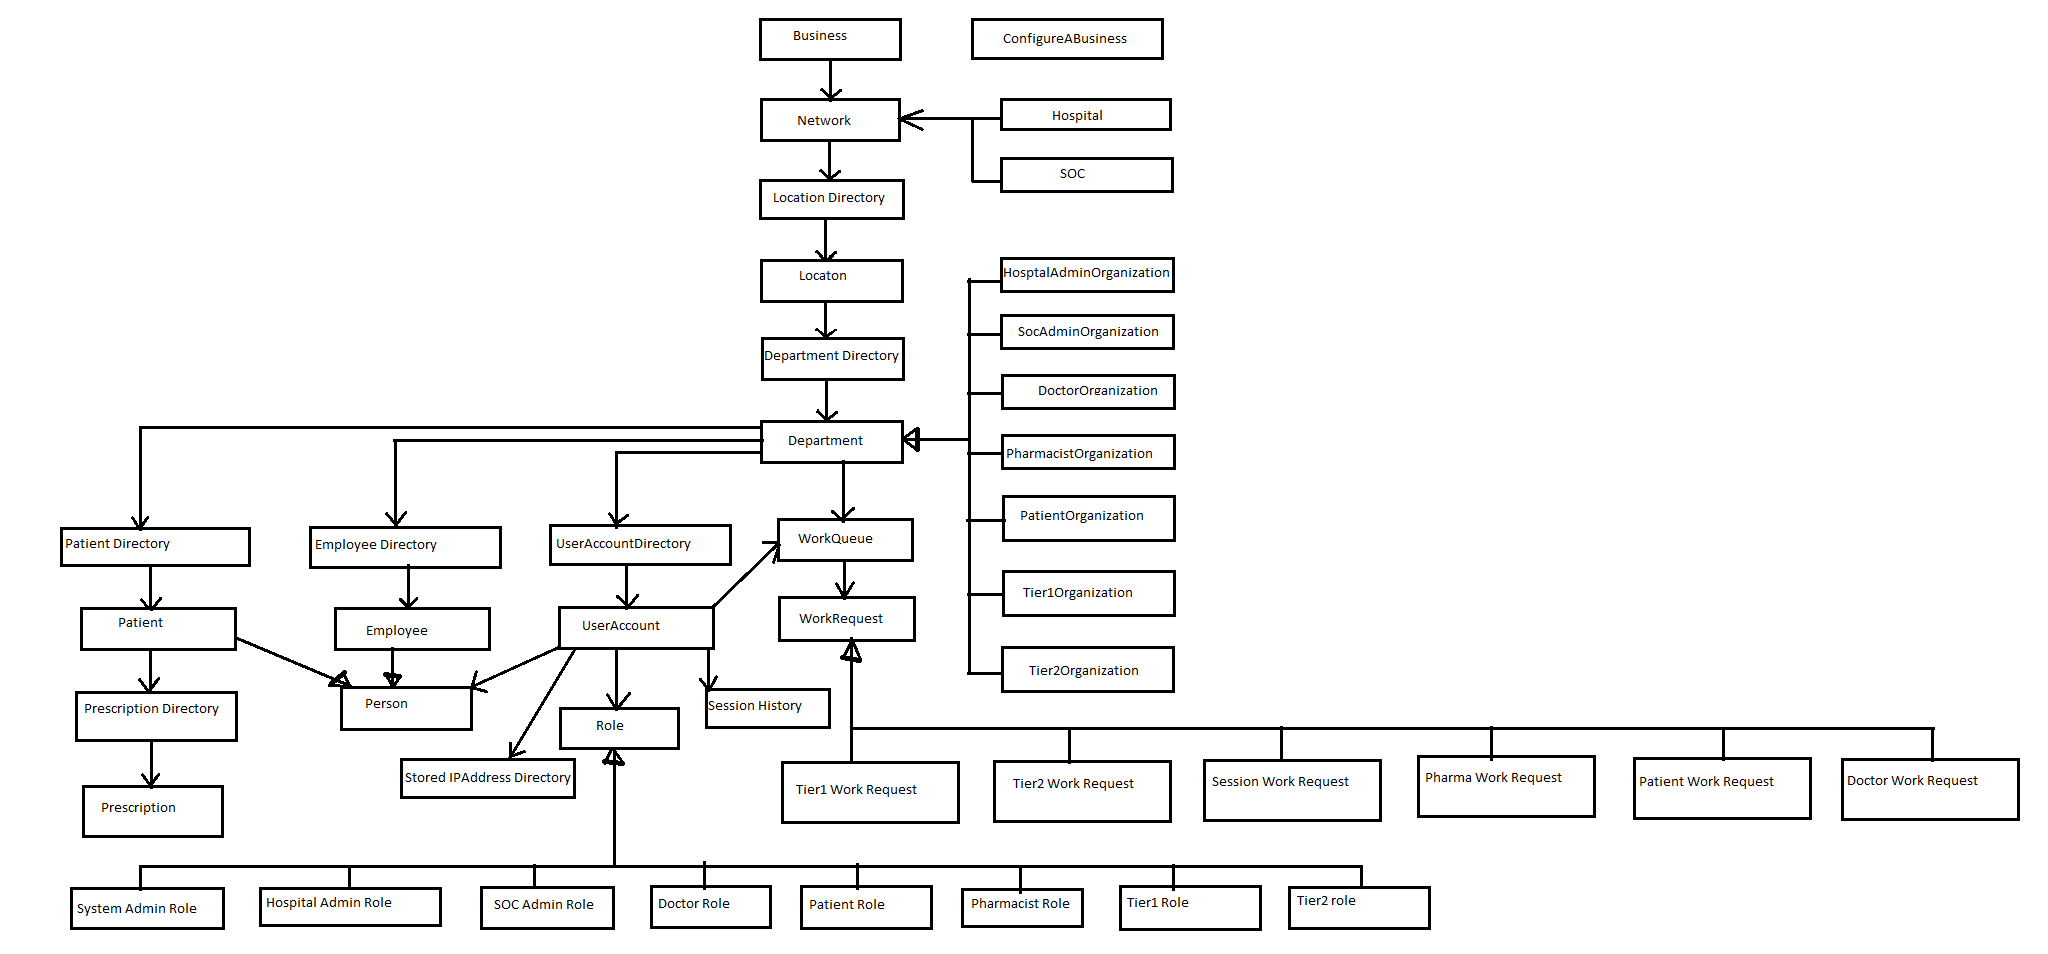 Business
ConfigureABusiness
Network
Hospital
SOC
Location Directory
Locaton
HosptalAdminOrganization
SocAdminOrganization
Department Directory
DoctorOrganization
Department
PharmacistOrganization
PatientOrganization
Patient Directory
Employee Directory
UserAccountDirectory
WorkQueue
Tier1Organization
Patient
Employee
UserAccount
WorkRequest
Tier2Organization
Prescription Directory
Person
Role
Session History
Stored IPAddress Directory
Prescription
Tier1 Work Request
Tier2 Work Request
Session Work Request
Pharma Work Request
Patient Work Request
Doctor Work Request
System Admin Role
Hospital Admin Role
SOC Admin Role
Doctor Role
Patient Role
Pharmacist Role
Tier1 Role
Tier2 role